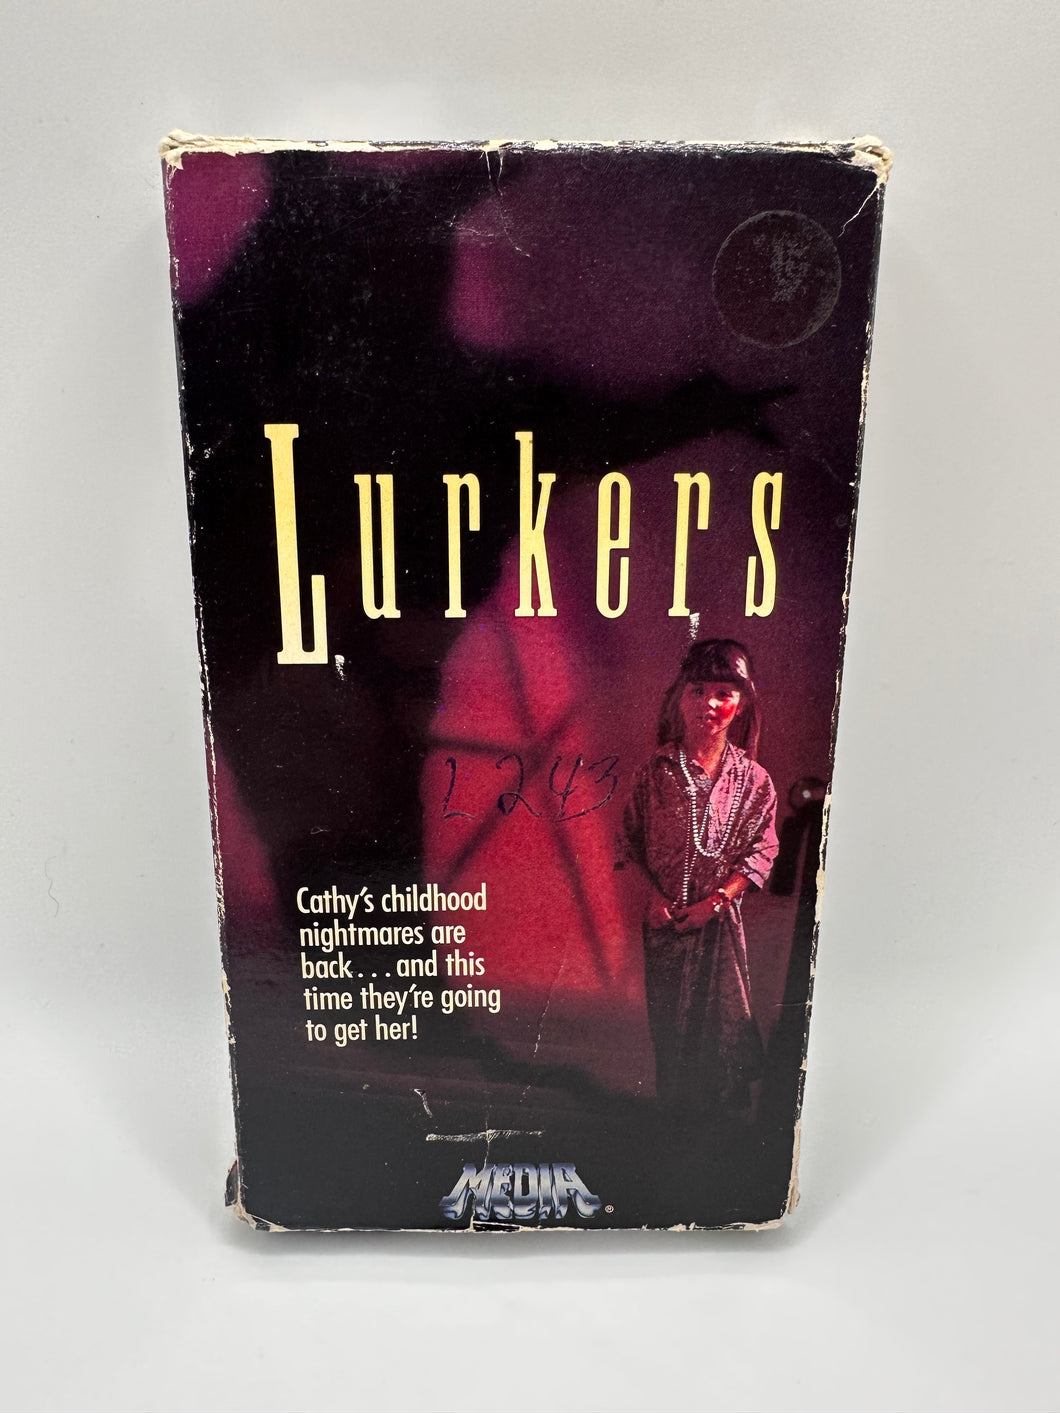 Lurkers
L243
Cathy's childhood
nightmares are
back...and this
time they're going
to get her!
MEDIA®